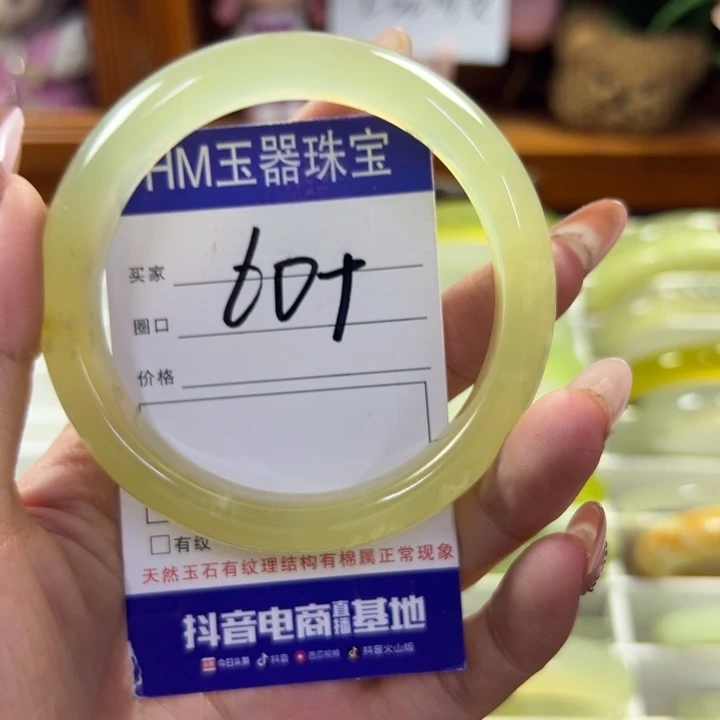 HM玉器珠宝
60+
买家
圈口
价格
有纹
天然玉石有纹理结构有棉属正常现象
抖音电商直播基地
今日头条 抖音 西瓜视频 抖音火山版